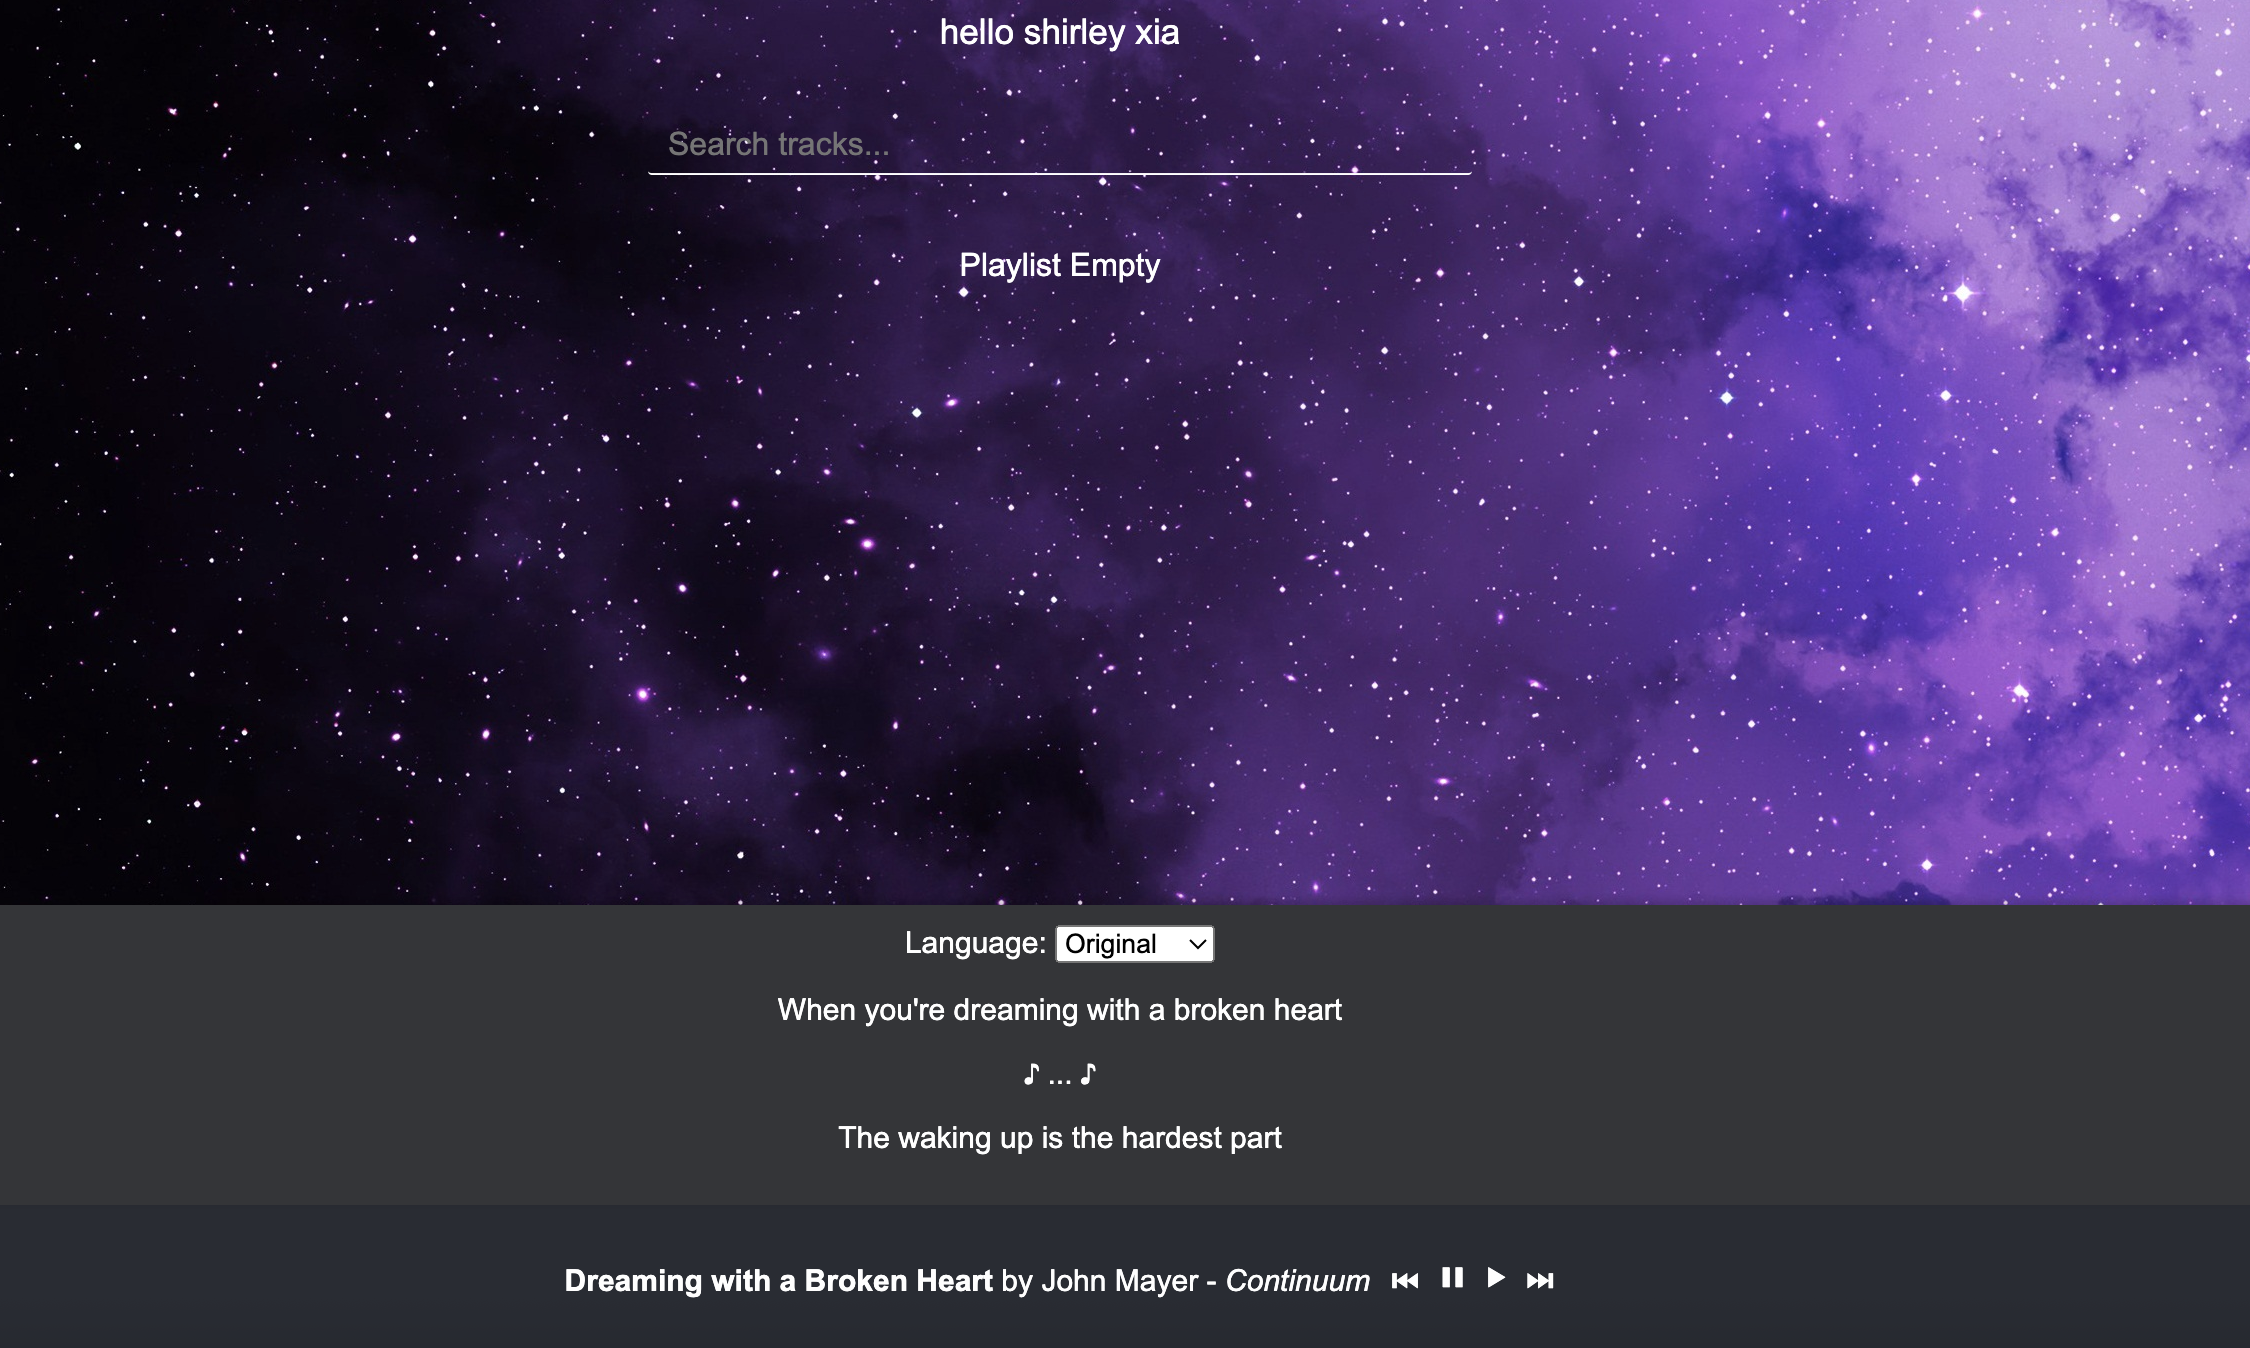 hello shirley xia
Search tracks...
Playlist Empty
Language: Original
When you're dreaming with a broken heart
♪ ... ♪
The waking up is the hardest part
Dreaming with a Broken Heart by John Mayer - Continuum